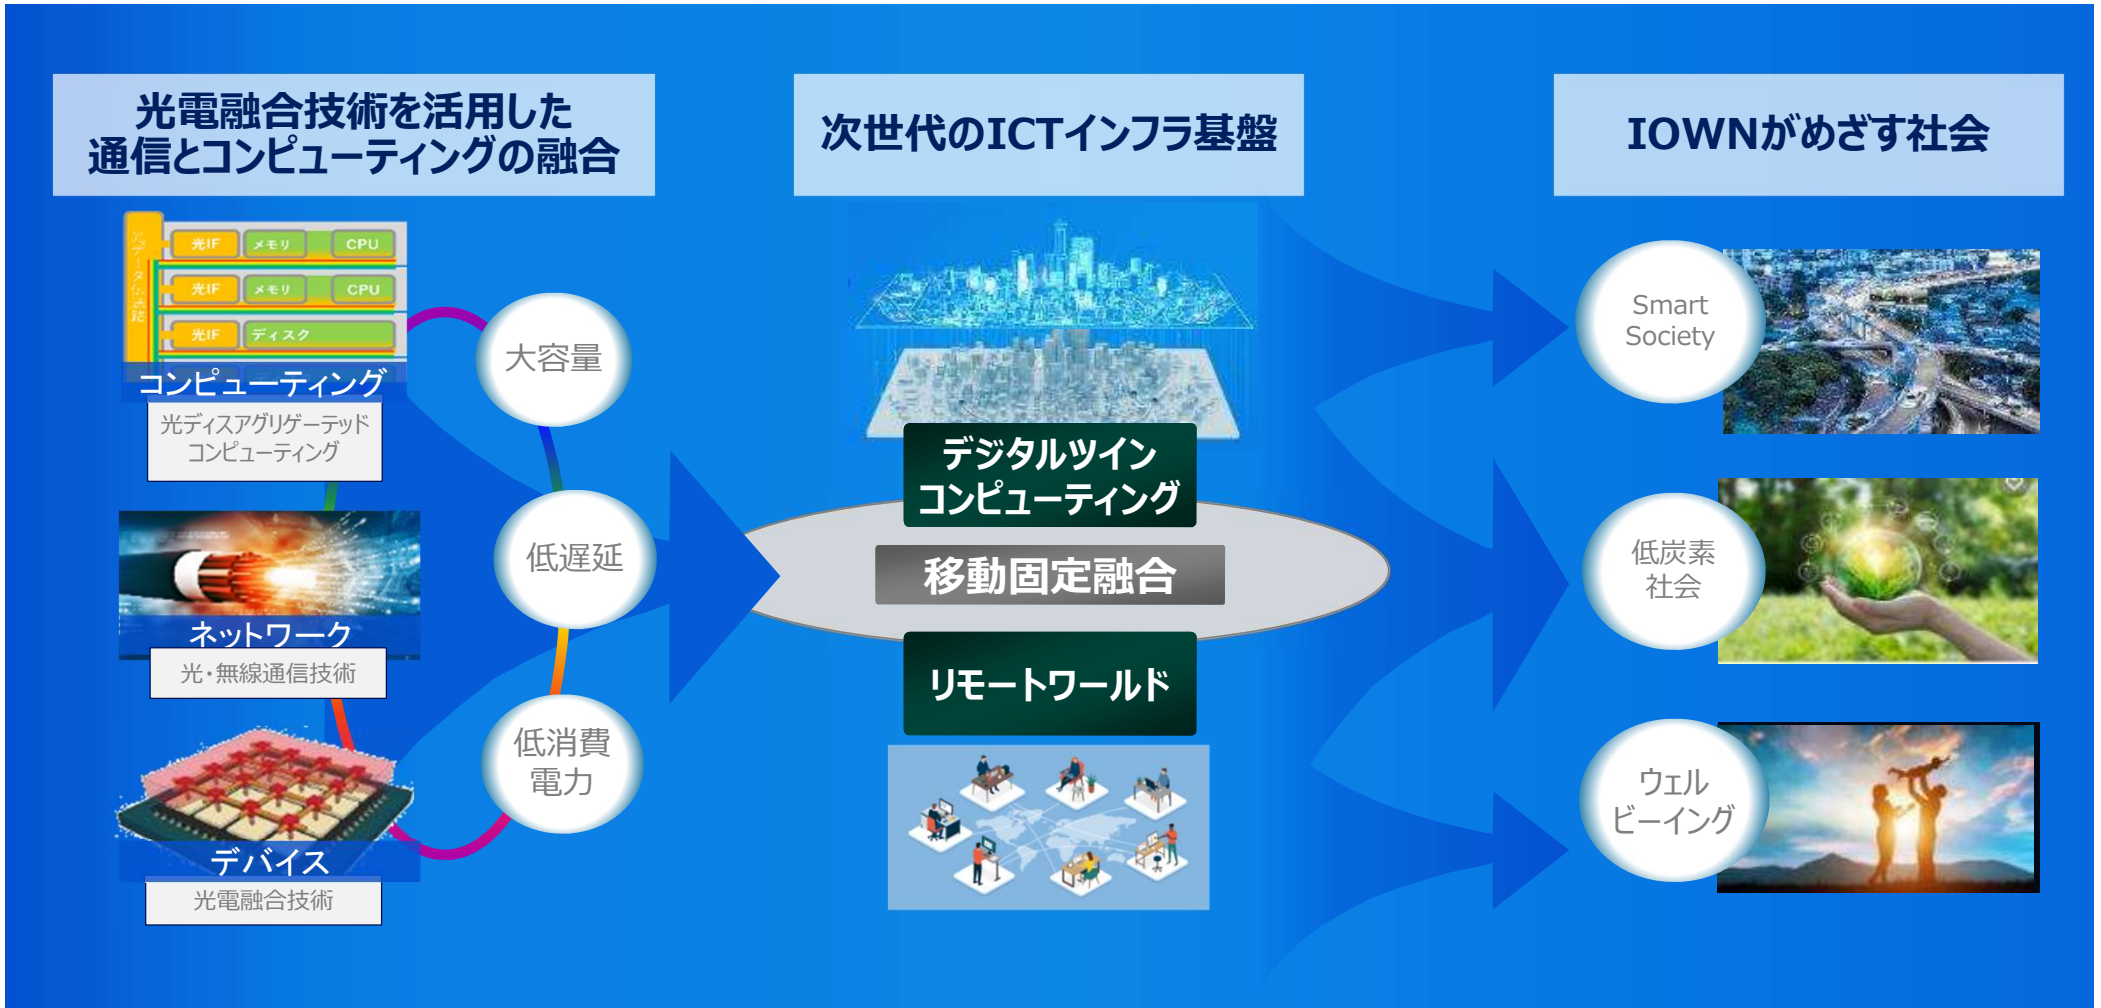 光電融合技術を活用した
通信とコンピューティングの融合
光データ伝送路
光IF メモリ CPU
光IF メモリ CPU
光IF ディスク
コンピューティング
光ディスアグリゲーテッド
コンピューティング
ネットワーク
光・無線通信技術
デバイス
光電融合技術
大容量
低遅延
低消費
電力
次世代のICTインフラ基盤
デジタルツイン
コンピューティング
移動固定融合
リモートワールド
IOWNがめざす社会
Smart
Society
低炭素
社会
ウェル
ビーイング